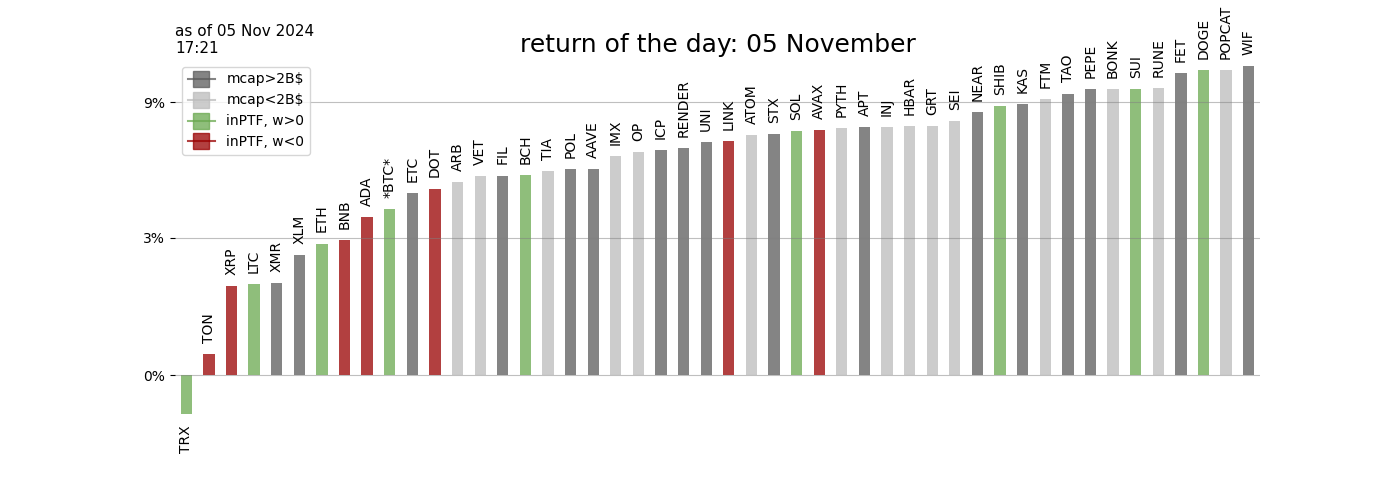 as of 05 Nov 2024
17:21
return of the day: 05 November
mcap>2B$
mcap<2B$
inPTF, w>0
inPTF, w<0
9%
3%
0%
TRX
TON
XRP
LTC
XMR
XLM
ETH
BNB
ADA
*BTC*
ETC
DOT
ARB
VET
FIL
BCH
TIA
POL
AAVE
IMX
OP
ICP
RENDER
UNI
LINK
ATOM
STX
SOL
AVAX
PYTH
APT
INJ
HBAR
GRT
SEI
NEAR
SHIB
KAS
FTM
TAO
PEPE
BONK
SUI
RUNE
FET
DOGE
POPCAT
WIF